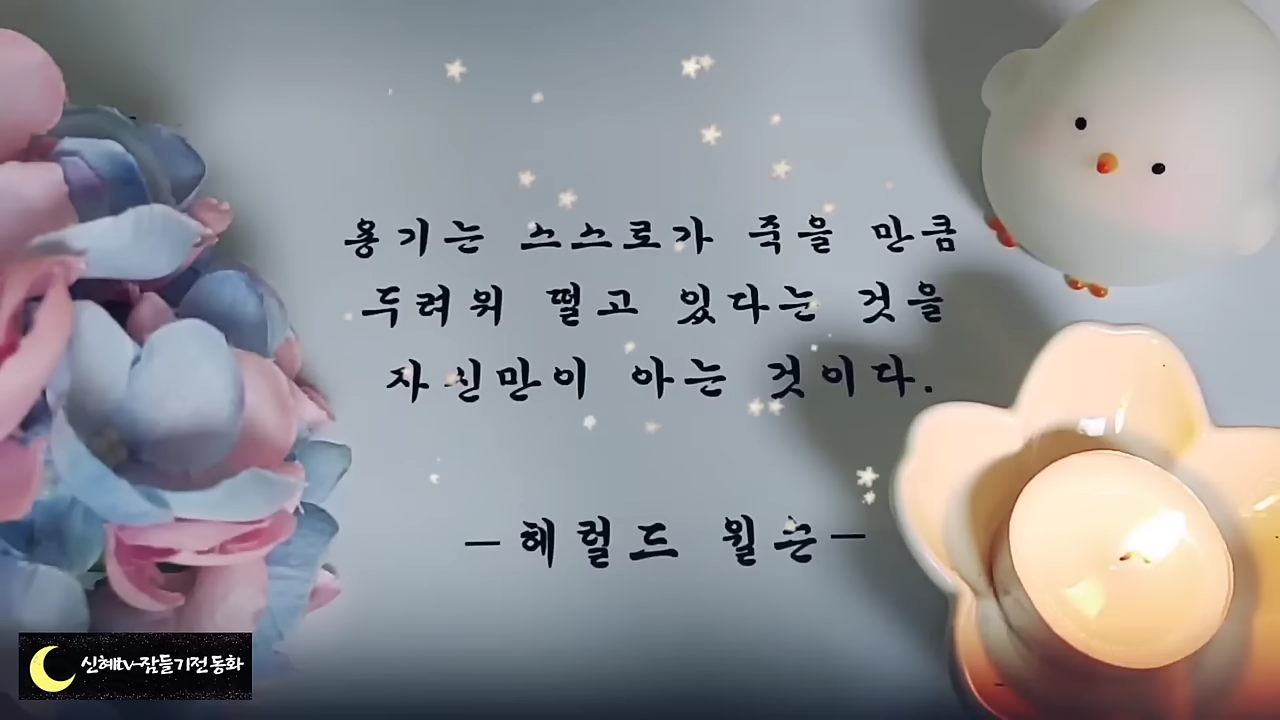 용기는 스스로가 죽을 만큼
두려워 떨고 있다는 것을
자신만이 아는 것이다.
－헤럴드 윌슨－
신혜tv-잠들기전동화